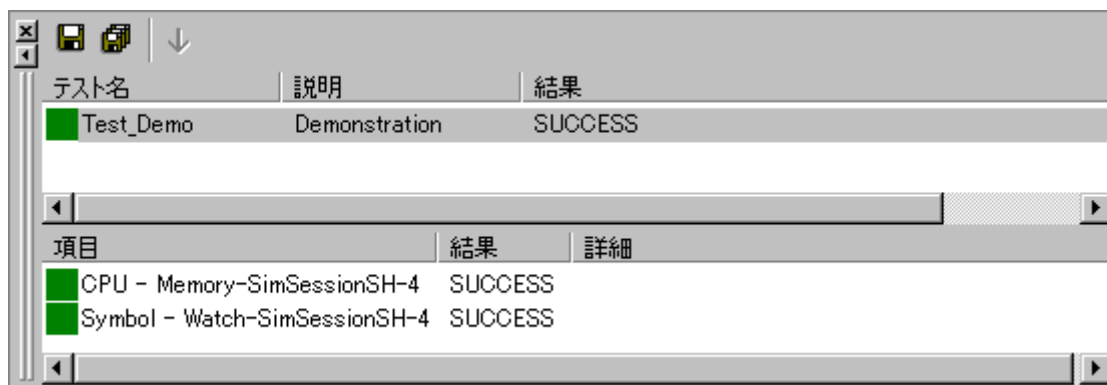 テスト名 説明 結果
Test_Demo Demonstration SUCCESS
項目 結果 詳細
CPU - Memory-SimSessionSH-4 SUCCESS
Symbol - Watch-SimSessionSH-4 SUCCESS